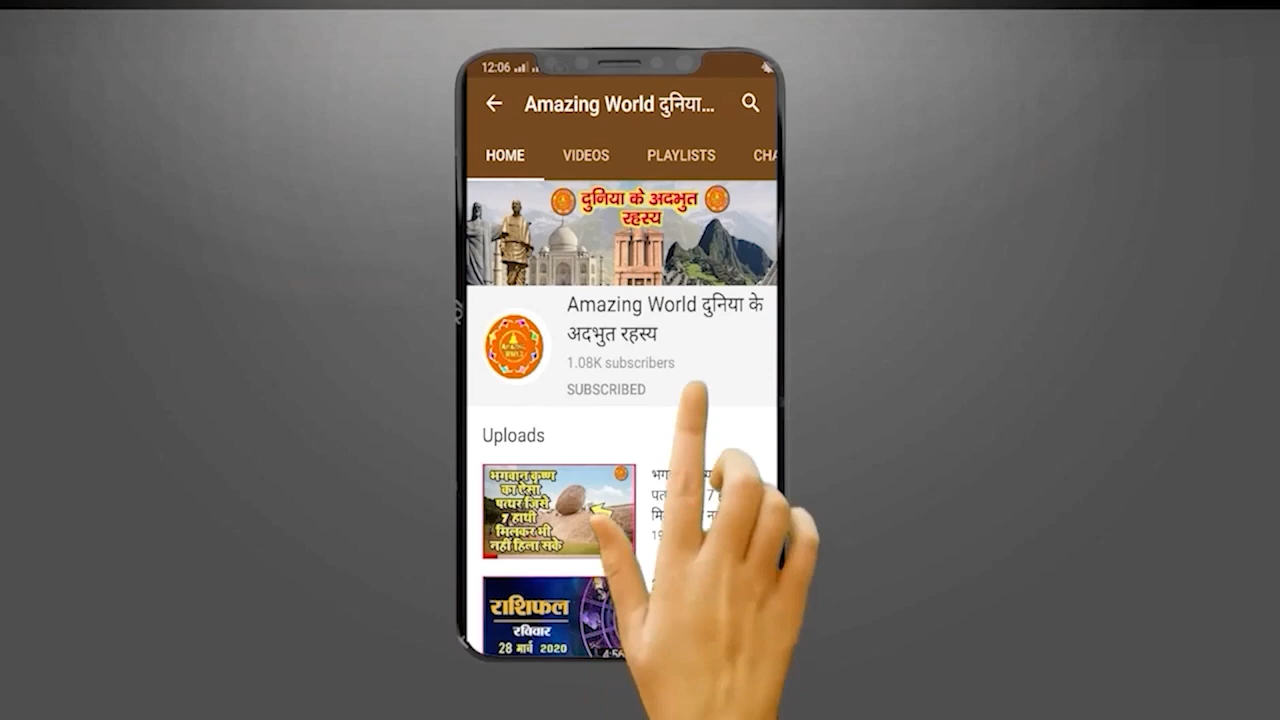 12:06
Amazing World दुनिया...
HOME VIDEOS PLAYLISTS CHA
दुनिया के अदभुत
रहस्य
Amazing World दुनिया के
अदभुत रहस्य
1.08K subscribers
SUBSCRIBED
Uploads
भगवान कृष्ण
का ऐसा
पत्थर जिसे
7 हाथी
मिलकर भी
नहीं हिला सके
राशिफल
रविवार
28 मार्च 2020